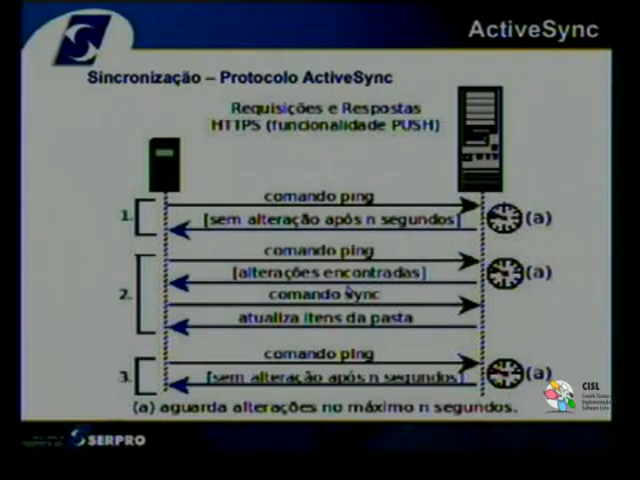 ActiveSync
Sincronização – Protocolo ActiveSync
Requisições e Respostas
HTTPS (funcionalidade PUSH)
comando ping
1.
[sem alteração após n segundos]
(a)
comando ping
[alterações encontradas]
(a)
2.
comando sync
atualiza itens da pasta
comando ping
3.
[sem alteração após n segundos]
(a)
CISL
(a) aguarda alterações no máximo n segundos.
SERPRO